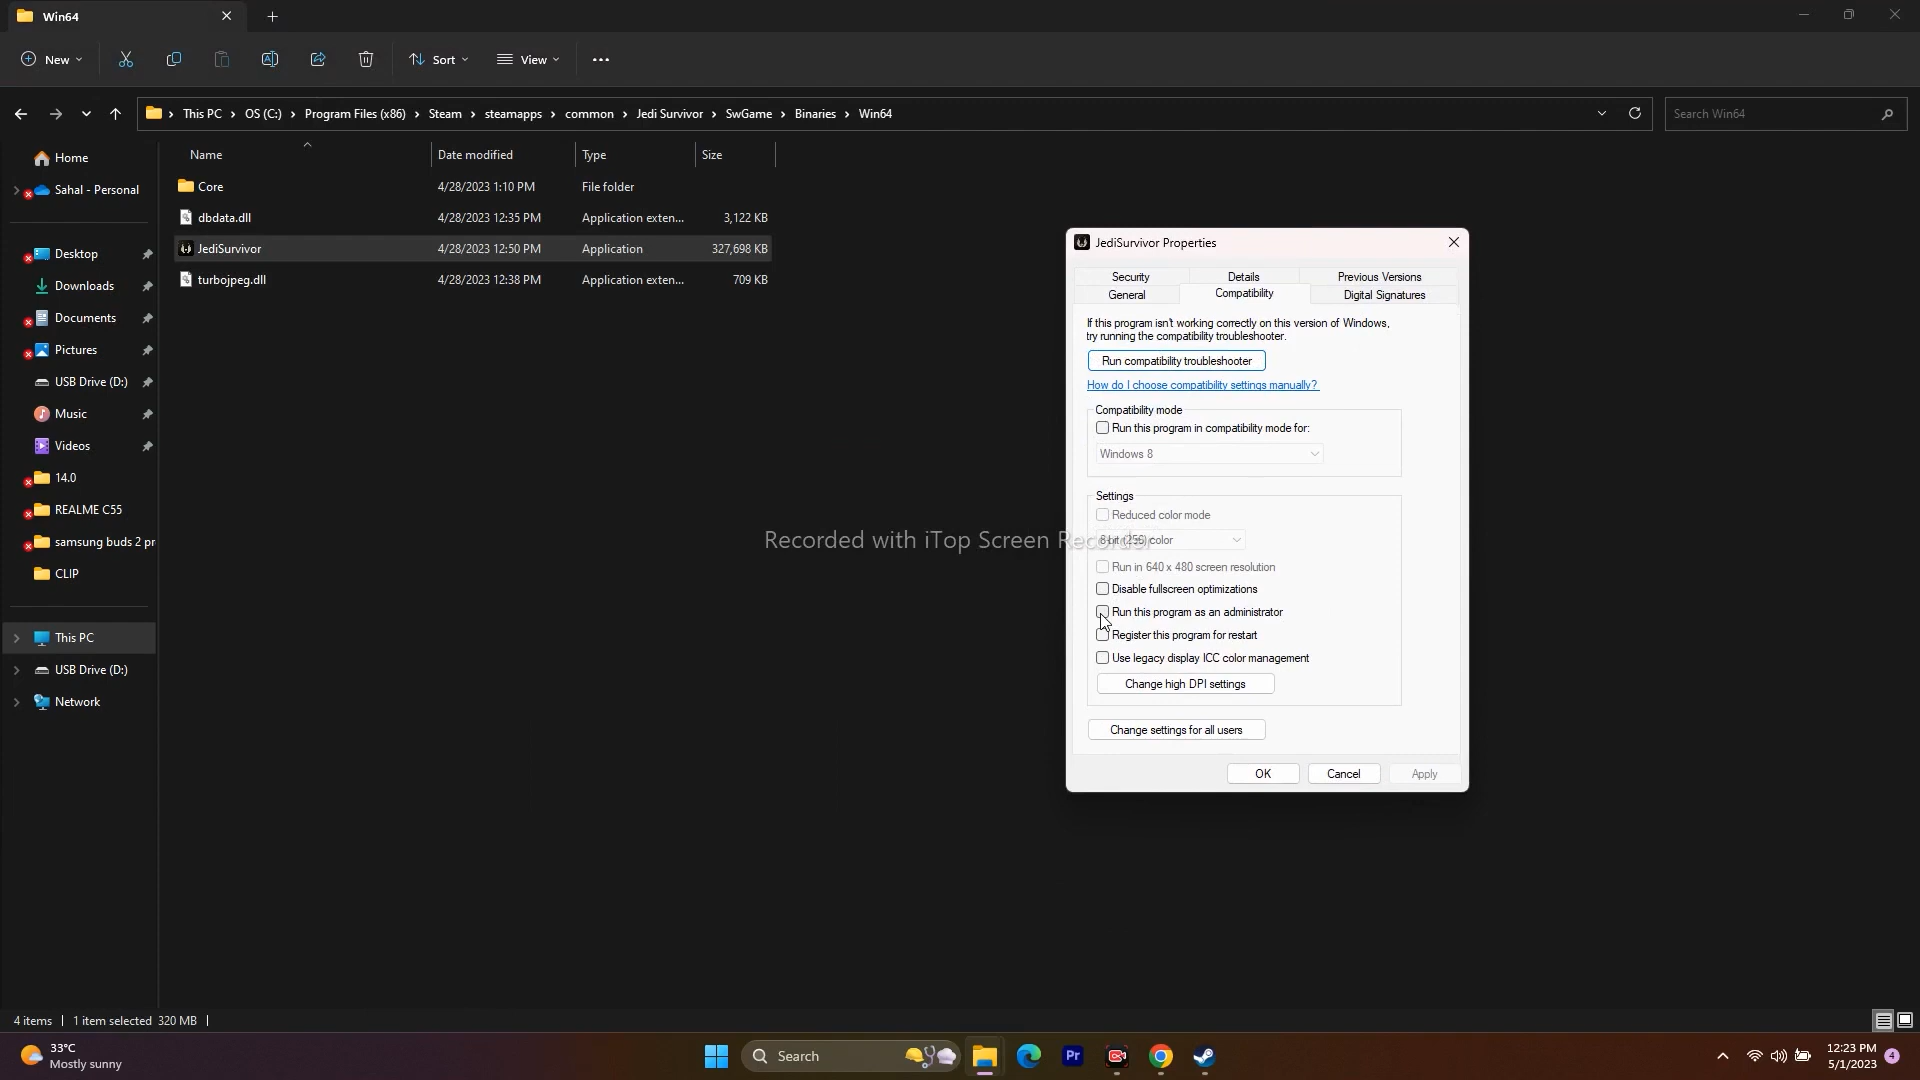 Win64
New
Sort
View
This PC > OS (C:) > Program Files (x86) > Steam > steamapps > common > Jedi Survivor > SwGame > Binaries > Win64
Search Win64
Home
Sahal - Personal
Desktop
Downloads
Documents
Pictures
USB Drive (D:)
Music
Videos
14.0
REALME C55
samsung buds 2 pr
CLIP
This PC
USB Drive (D:)
Network
Name Date modified Type Size
Core 4/28/2023 1:10 PM File folder
dbdata.dll 4/28/2023 12:35 PM Application exten... 3,122 KB
JediSurvivor 4/28/2023 12:50 PM Application 327,698 KB
turbojpeg.dll 4/28/2023 12:38 PM Application exten... 709 KB
JediSurvivor Properties
Security Details Previous Versions
General Compatibility Digital Signatures
If this program isn't working correctly on this version of Windows,
try running the compatibility troubleshooter.
Run compatibility troubleshooter
How do I choose compatibility settings manually?
Compatibility mode
Run this program in compatibility mode for:
Windows 8
Settings
Reduced color mode
8-bit (256) color
Run in 640 x 480 screen resolution
Disable fullscreen optimizations
Run this program as an administrator
Register this program for restart
Use legacy display ICC color management
Change high DPI settings
Change settings for all users
OK Cancel Apply
Recorded with iTop Screen Recorder
4 items | 1 item selected 320 MB |
33°C
Mostly sunny
Search
Pr
12:23 PM
5/1/2023
4